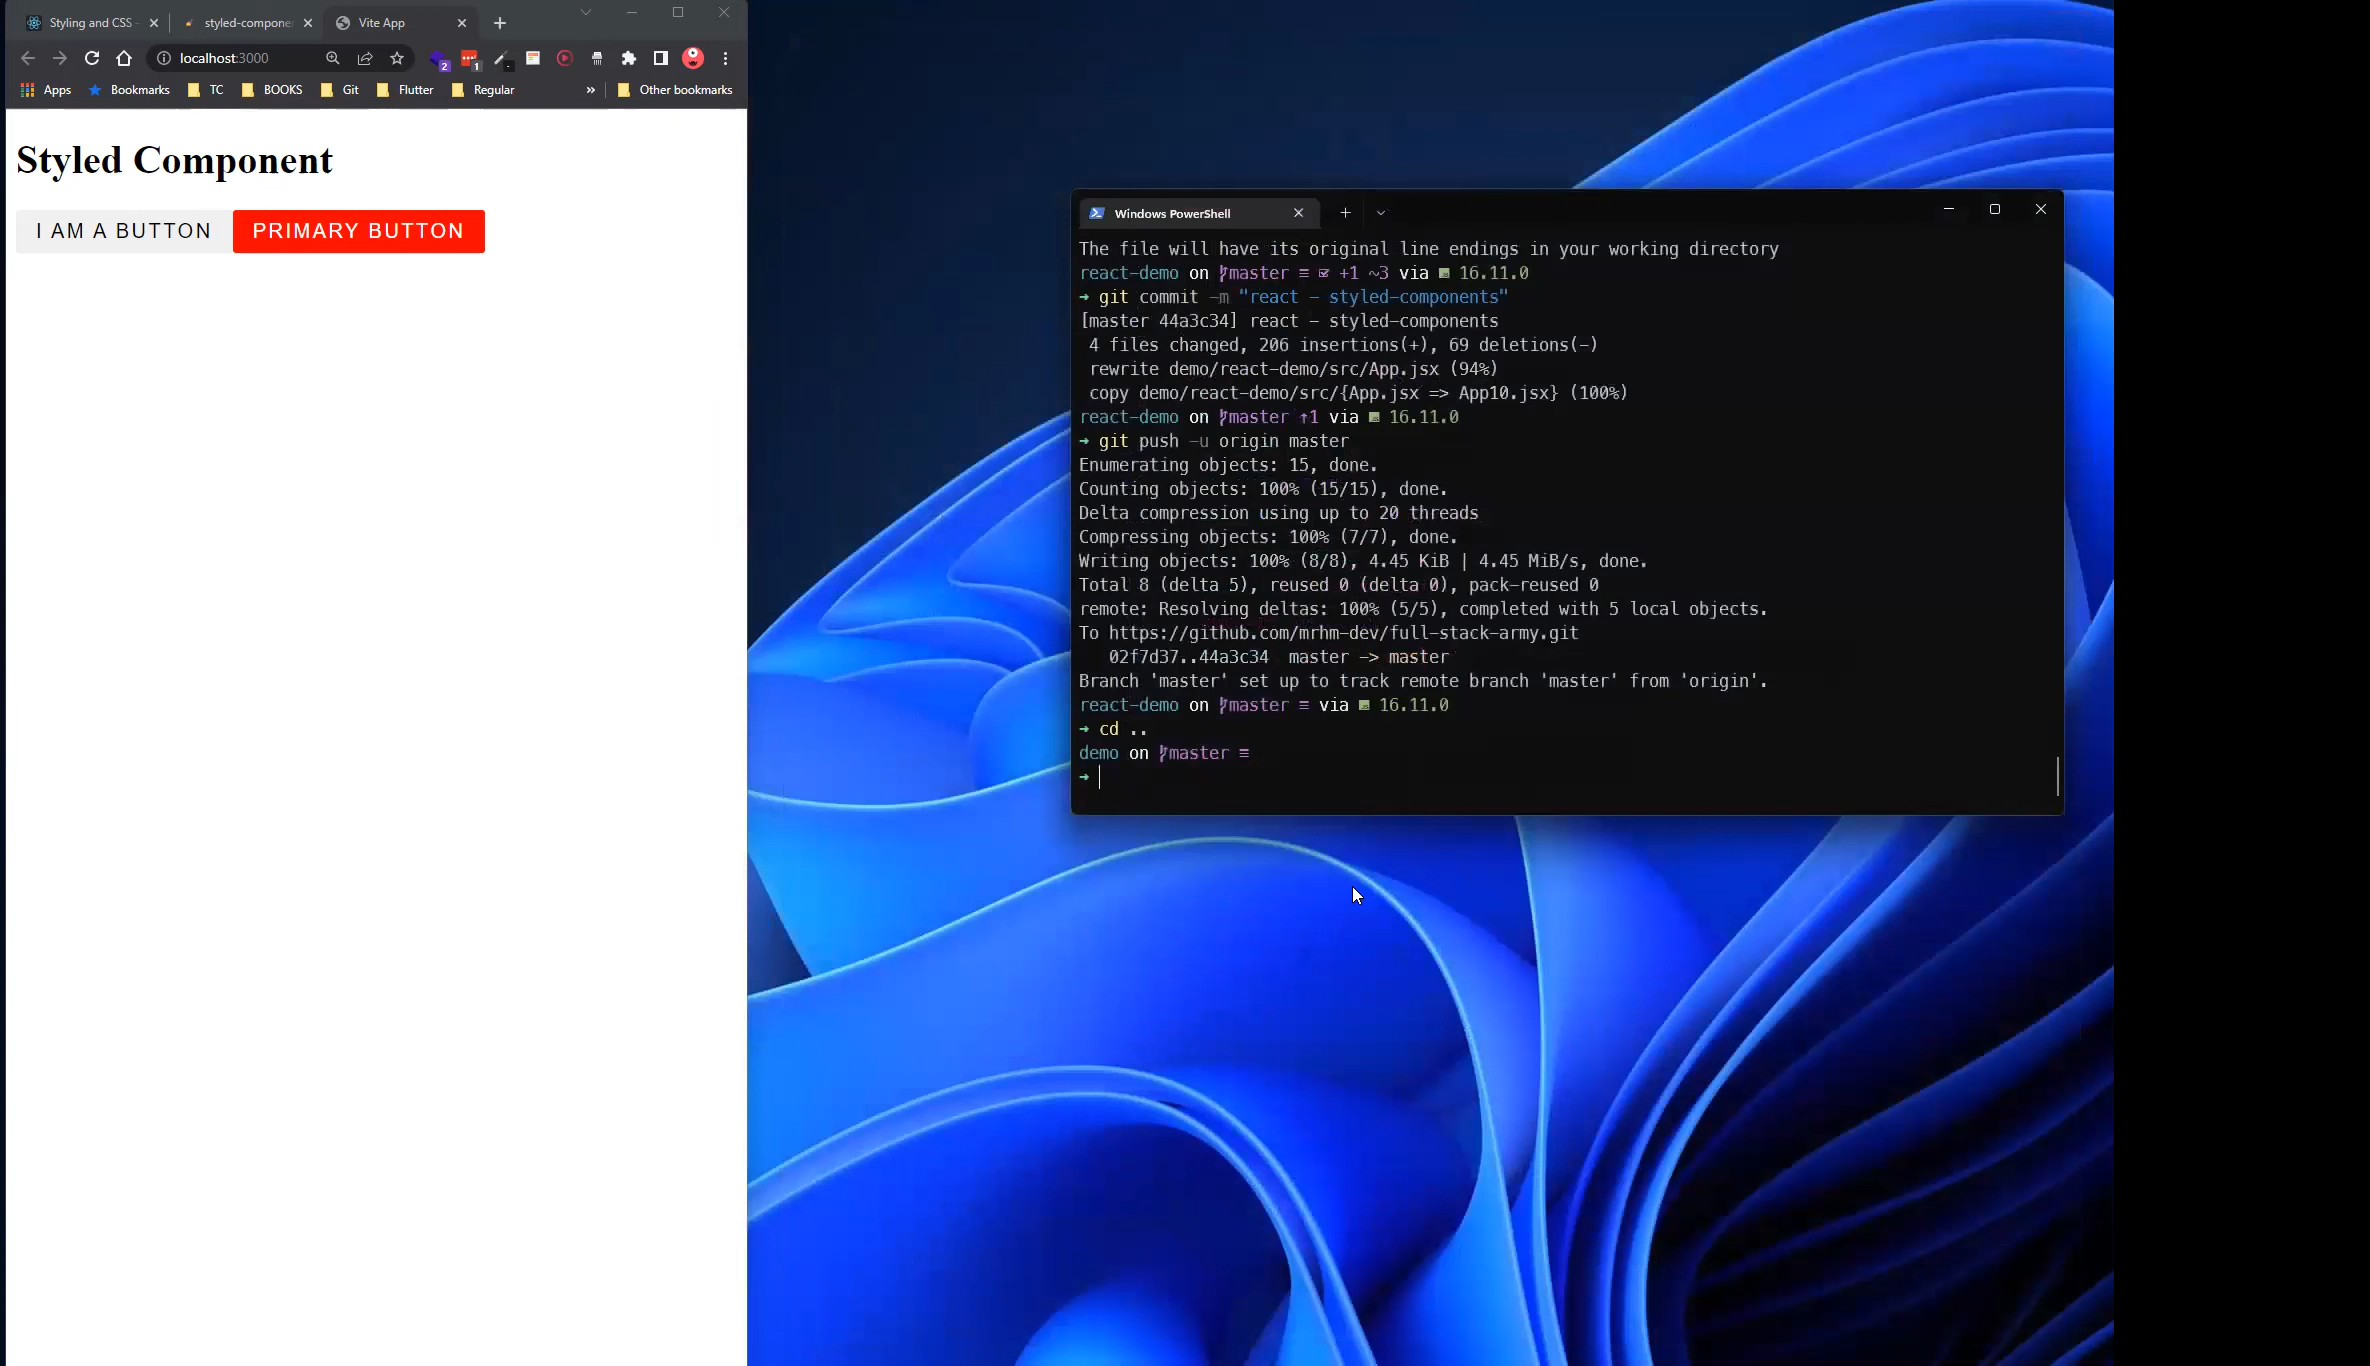 Styling and CSS
styled-compone
Vite App
localhost:3000
2
1
Apps
Bookmarks
TC
BOOKS
Git
Flutter
Regular
»
Other bookmarks
Styled Component
I AM A BUTTON
PRIMARY BUTTON
Windows PowerShell
The file will have its original line endings in your working directory
react-demo on master ≡ +1 ~3 via 16.11.0
➜ git commit -m "react - styled-components"
[master 44a3c34] react - styled-components
4 files changed, 206 insertions(+), 69 deletions(-)
rewrite demo/react-demo/src/App.jsx (94%)
copy demo/react-demo/src/{App.jsx => App10.jsx} (100%)
react-demo on master ↑1 via 16.11.0
➜ git push -u origin master
Enumerating objects: 15, done.
Counting objects: 100% (15/15), done.
Delta compression using up to 20 threads
Compressing objects: 100% (7/7), done.
Writing objects: 100% (8/8), 4.45 KiB | 4.45 MiB/s, done.
Total 8 (delta 5), reused 0 (delta 0), pack-reused 0
remote: Resolving deltas: 100% (5/5), completed with 5 local objects.
To https://github.com/mrhm-dev/full-stack-army.git
02f7d37..44a3c34 master -> master
Branch 'master' set up to track remote branch 'master' from 'origin'.
react-demo on master ≡ via 16.11.0
➜ cd ..
demo on master ≡
➜